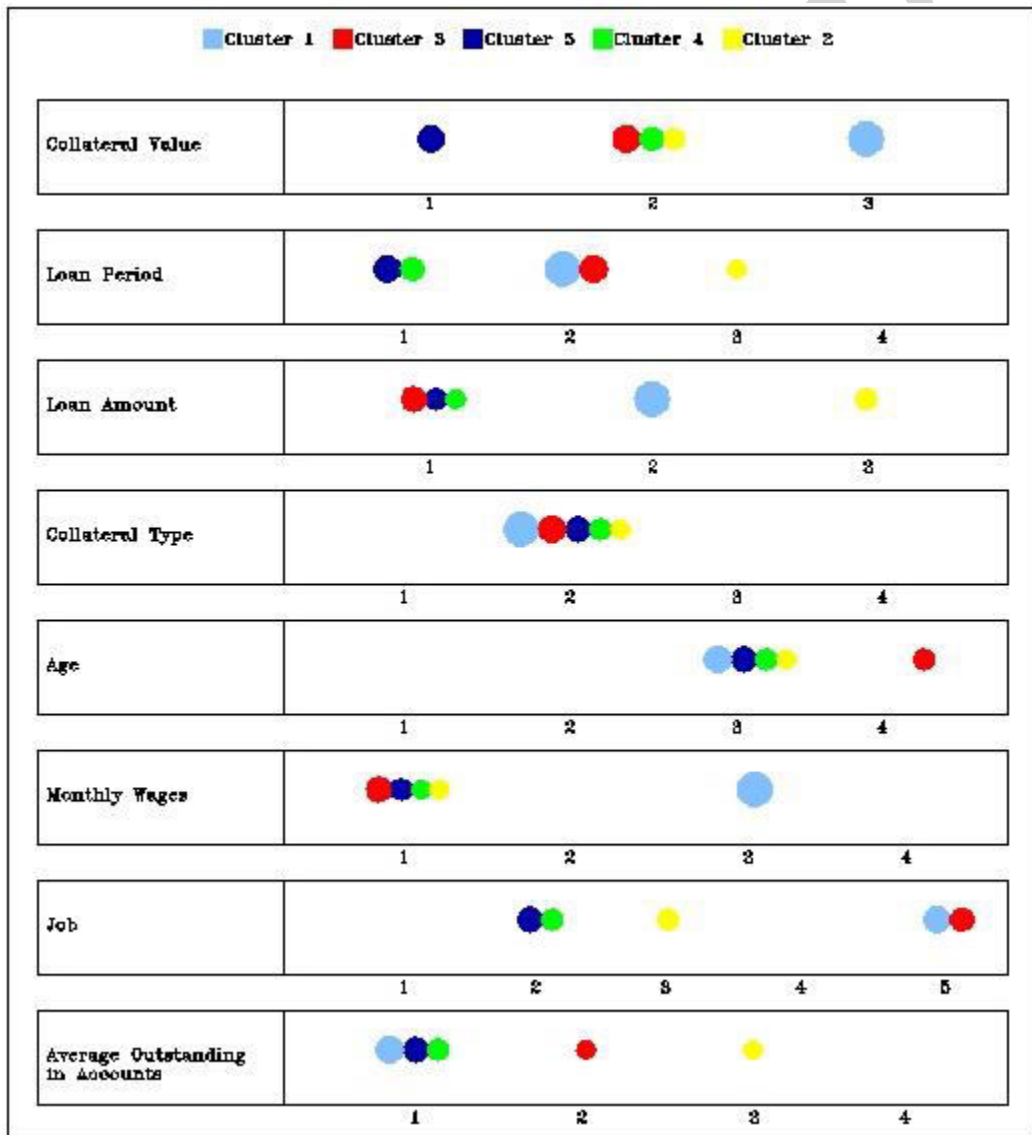 Cluster 1 Cluster 3 Cluster 5 Cluster 4 Cluster 2
Collateral Value
1 2 3
Loan Period
1 2 3 4
Loan Amount
1 2 3
Collateral Type
1 2 3 4
Age
1 2 3 4
Monthly Wages
1 2 3 4
Job
1 2 3 4 5
Average Outstanding
in Accounts
1 2 3 4